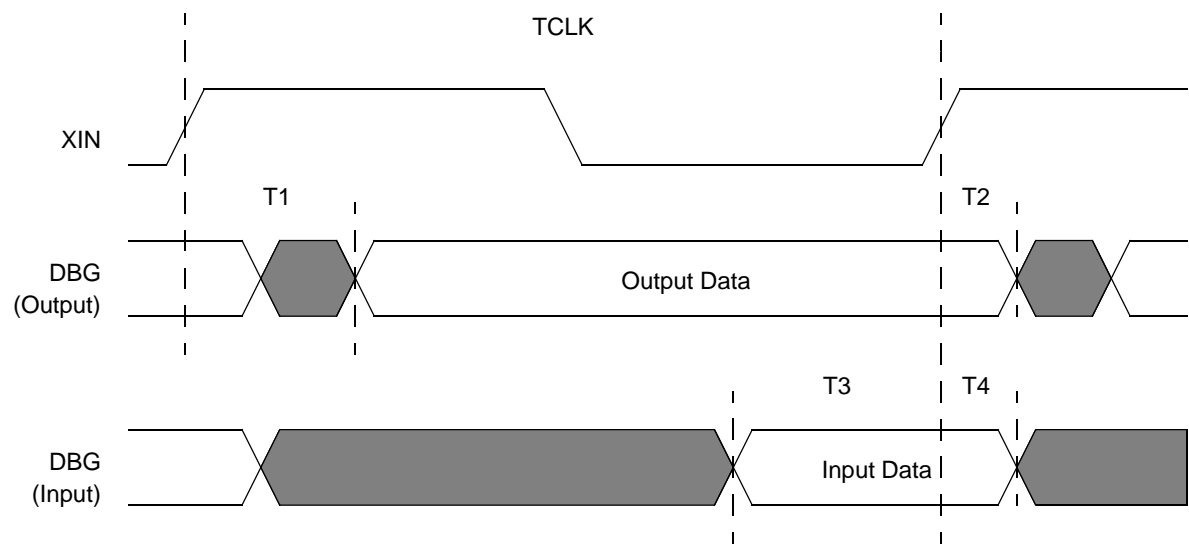 TCLK
XIN
T1
T2
DBG
(Output)
Output Data
T3
T4
DBG
(Input)
Input Data